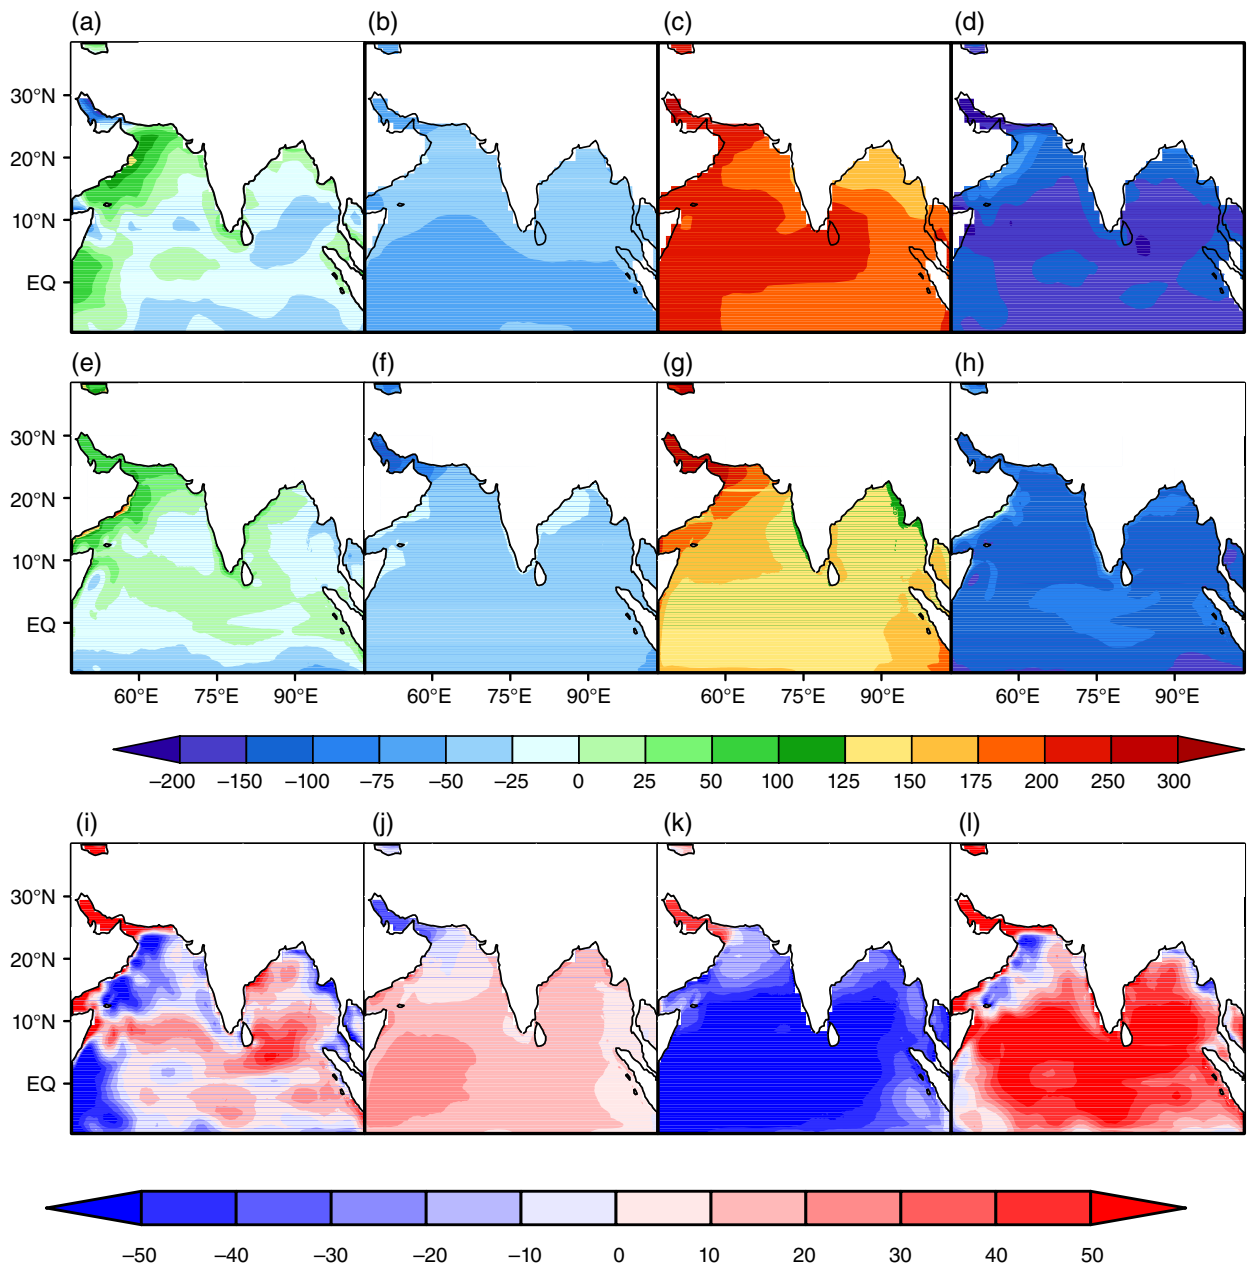 (a) (b) (c) (d)
30°N
20°N
10°N
EQ
(e) (f) (g) (h)
30°N
20°N
10°N
EQ
60°E 75°E 90°E 60°E 75°E 90°E 60°E 75°E 90°E 60°E 75°E 90°E
−200 −150 −100 −75 −50 −25 0 25 50 100 125 150 175 200 250 300
(i) (j) (k) (l)
30°N
20°N
10°N
EQ
−50 −40 −30 −20 −10 0 10 20 30 40 50